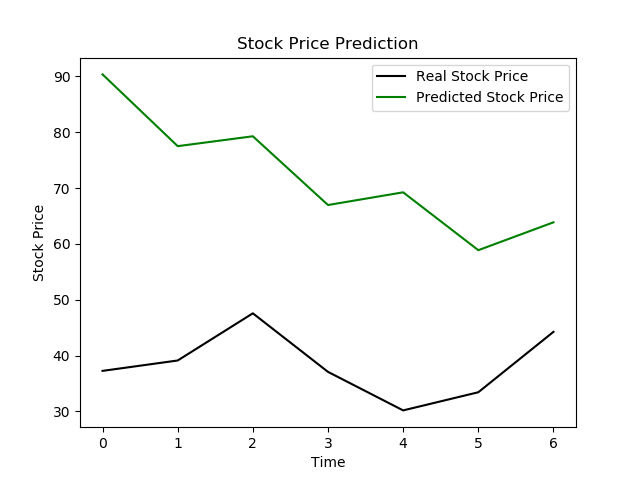 Stock Price Prediction
Real Stock Price
Predicted Stock Price
90
80
70
60
50
40
30
Stock Price
0 1 2 3 4 5 6
Time